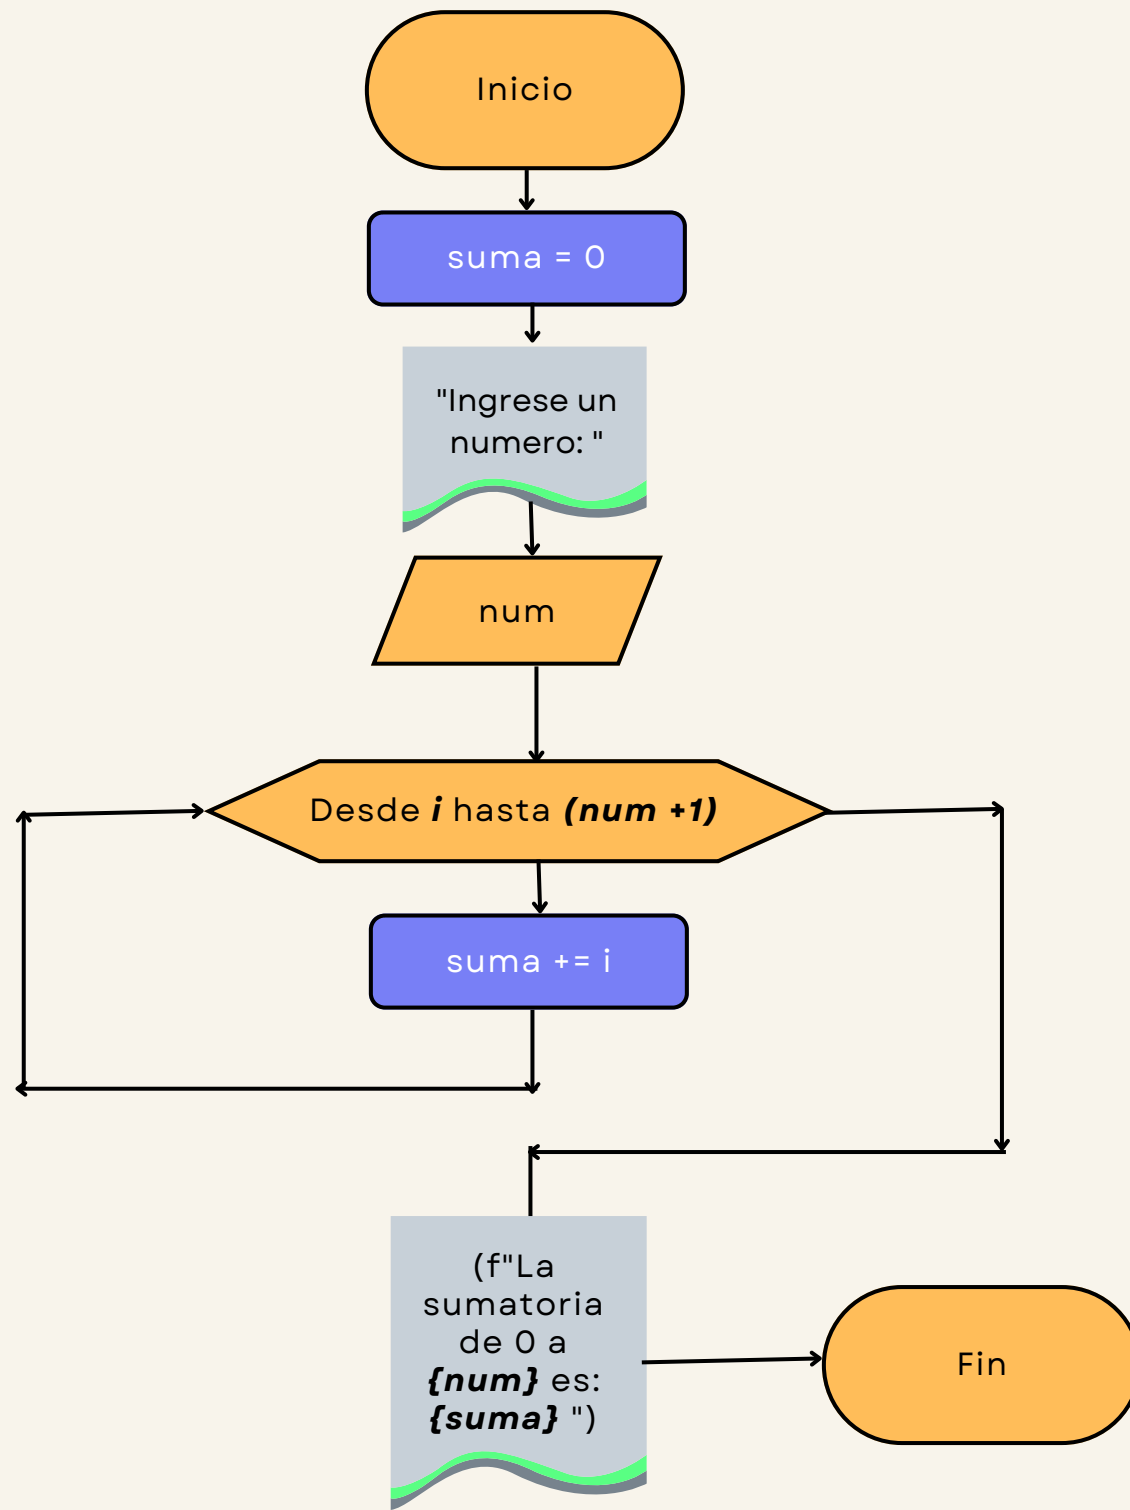 Inicio
suma = 0
"Ingrese un
numero: "
num
Desde i hasta (num +1)
suma += i
(f"La
sumatoria
de 0 a
{num} es:
{suma} ")
Fin